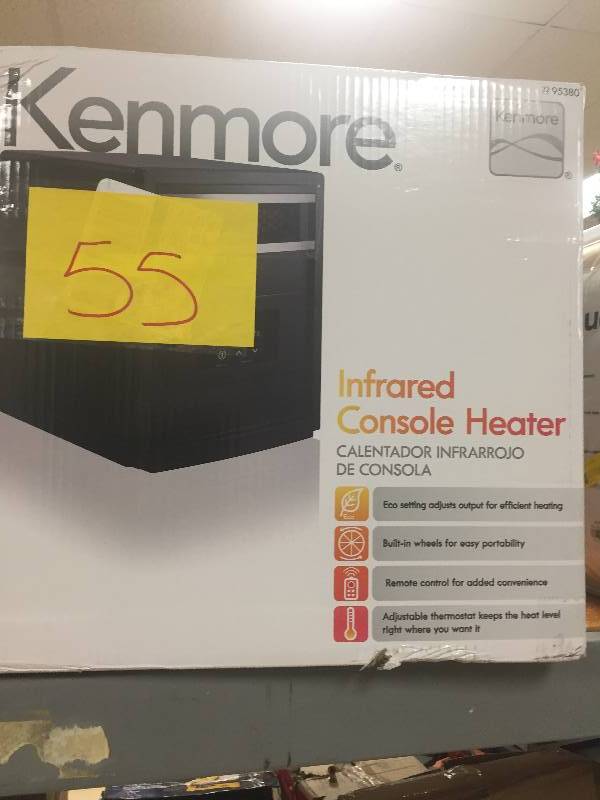 95380
Kenmore®
Kenmore
®
55
Infrared
Console Heater
CALENTADOR INFRARROJO
DE CONSOLA
Eco
Eco setting adjusts output for efficient heating
Built-in wheels for easy portability
Remote control for added convenience
Adjustable thermostat keeps the heat level
right where you want it